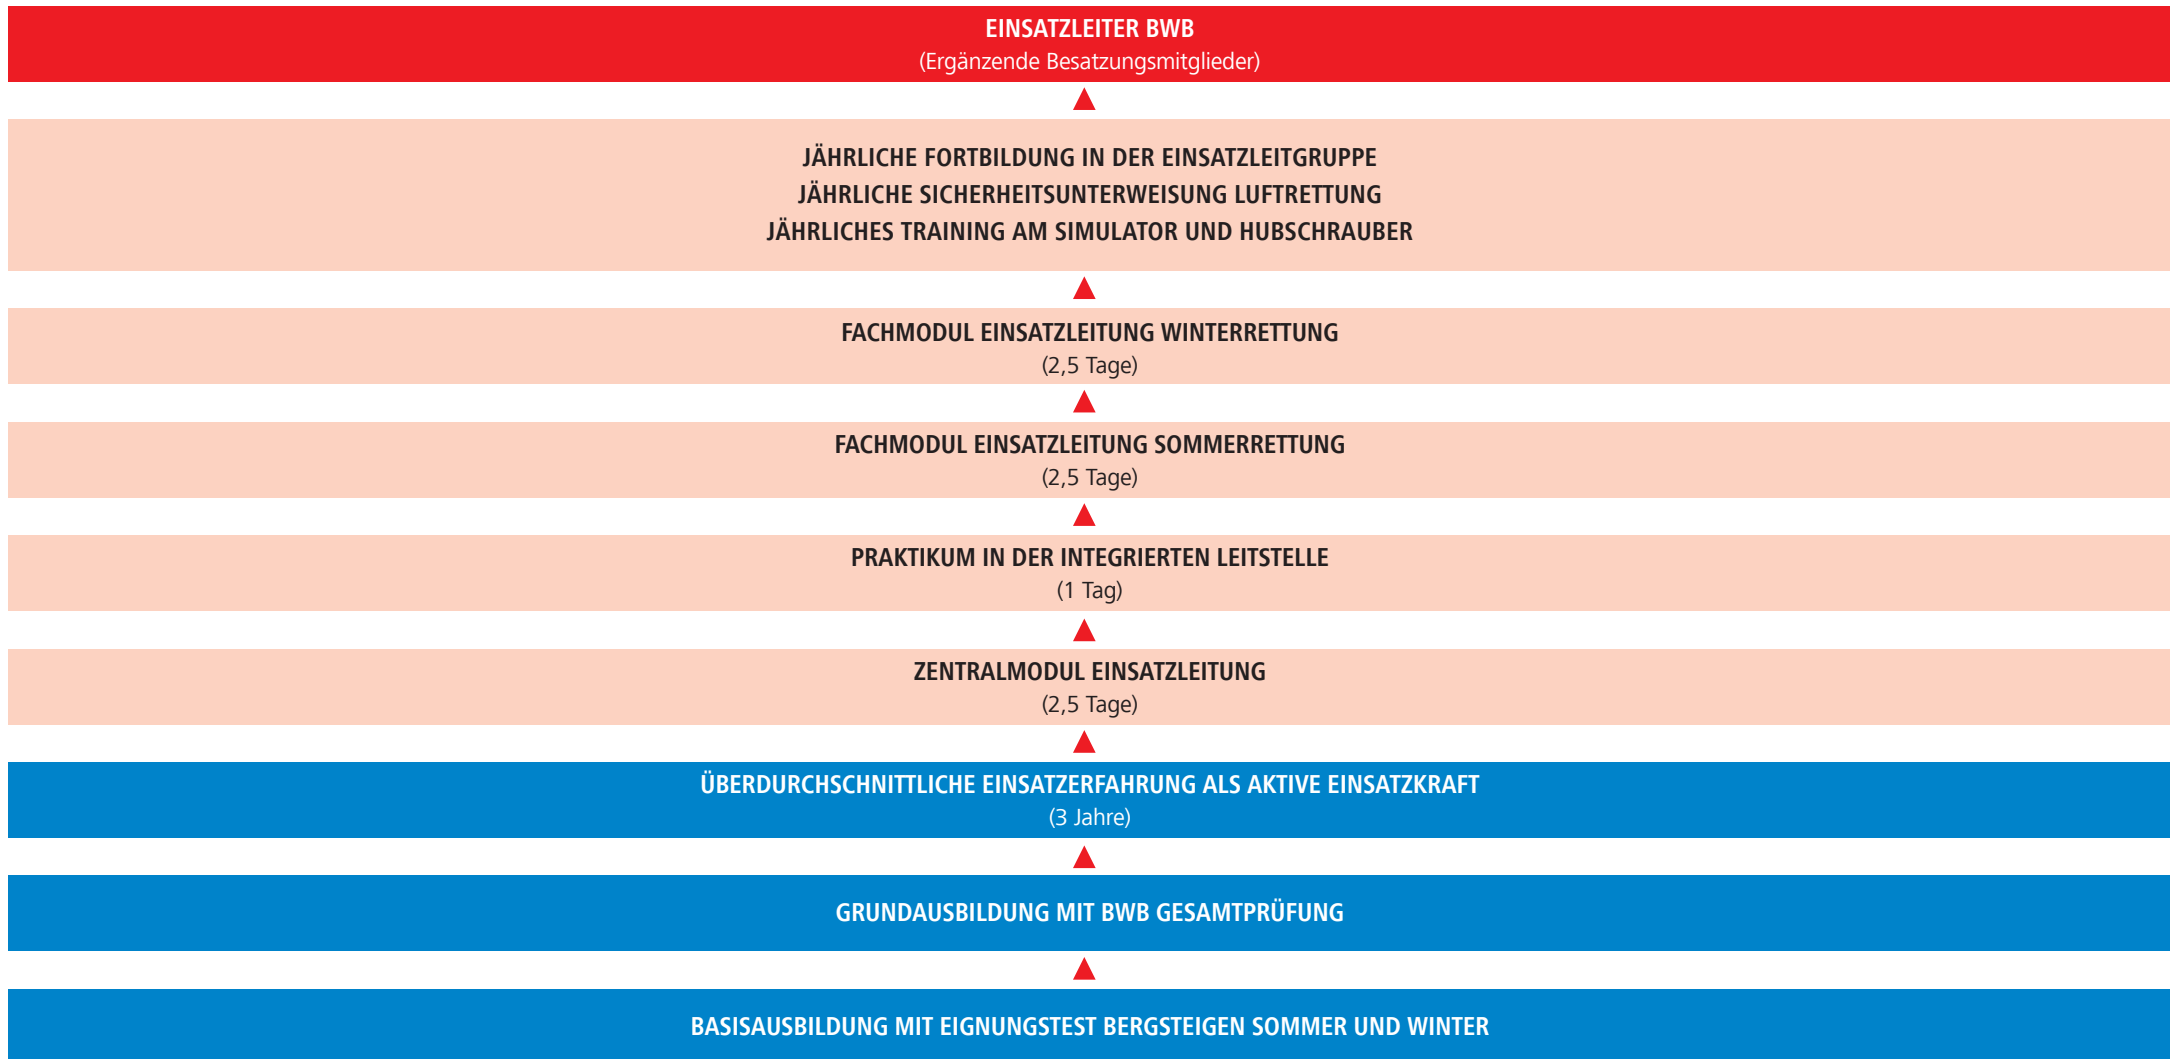 EINSATZLEITER BWB
(Ergänzende Besatzungsmitglieder)
JÄHRLICHE FORTBILDUNG IN DER EINSATZLEITGRUPPE
JÄHRLICHE SICHERHEITSUNTERWEISUNG LUFTRETTUNG
JÄHRLICHES TRAINING AM SIMULATOR UND HUBSCHRAUBER
FACHMODUL EINSATZLEITUNG WINTERRETTUNG
(2,5 Tage)
FACHMODUL EINSATZLEITUNG SOMMERRETTUNG
(2,5 Tage)
PRAKTIKUM IN DER INTEGRIERTEN LEITSTELLE
(1 Tag)
ZENTRALMODUL EINSATZLEITUNG
(2,5 Tage)
ÜBERDURCHSCHNITTLICHE EINSATZERFAHRUNG ALS AKTIVE EINSATZKRAFT
(3 Jahre)
GRUNDAUSBILDUNG MIT BWB GESAMTPRÜFUNG
BASISAUSBILDUNG MIT EIGNUNGSTEST BERGSTEIGEN SOMMER UND WINTER